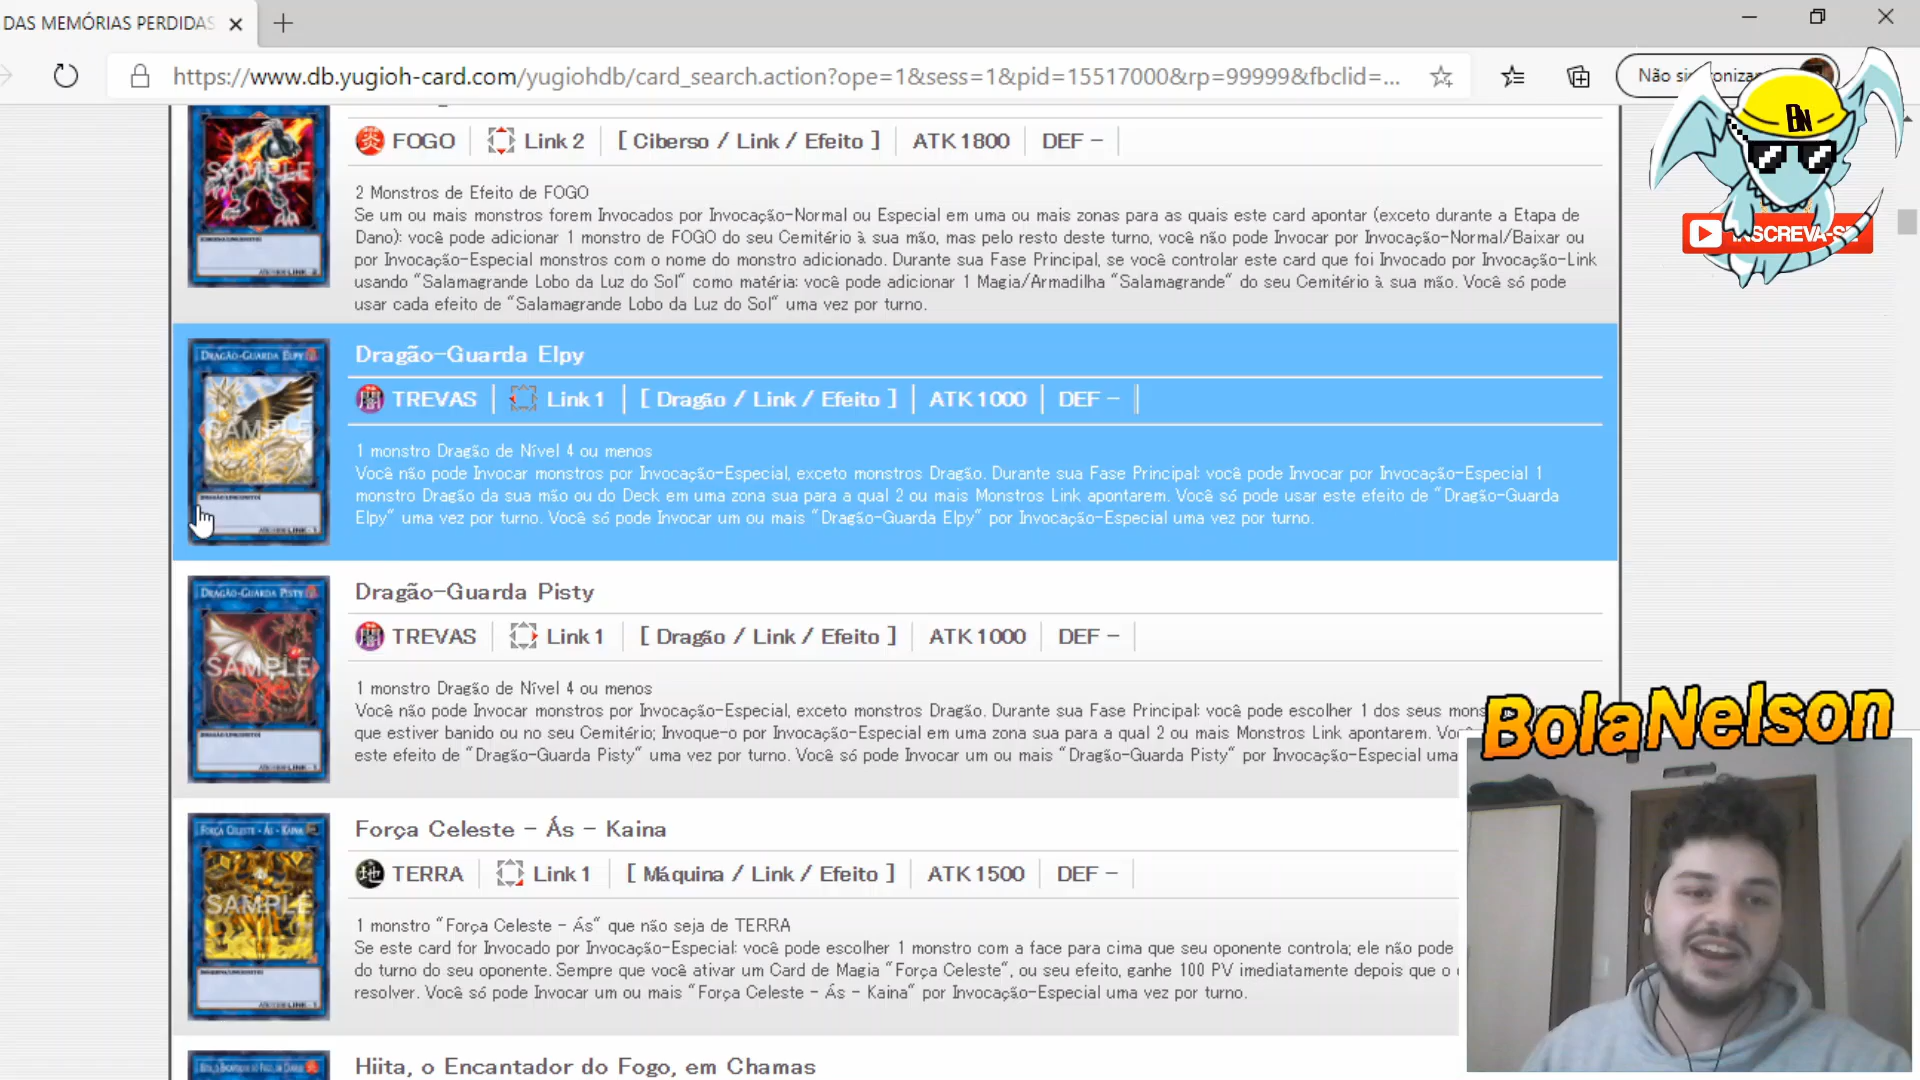 DAS MEMÓRIAS PERDIDAS
https://www.db.yugioh-card.com/yugiohdb/card_search.action?ope=1&sess=1&pid=15517000&rp=99999&fbclid=...
BN
INSCREVA-SE
FOGO Link 2 [ Ciberso / Link / Efeito ] ATK 1800 DEF -
SAMPLE
2 Monstros de Efeito de FOGO
Se um ou mais monstros forem Invocados por Invocação-Normal ou Especial em uma ou mais zonas para as quais este card apontar (exceto durante a Etapa de
Dano): você pode adicionar 1 monstro de FOGO do seu Cemitério à sua mão, mas pelo resto deste turno, você não pode Invocar por Invocação-Normal/Baixar ou
por Invocação-Especial monstros com o nome do monstro adicionado. Durante sua Fase Principal, se você controlar este card que foi Invocado por Invocação-Link
usando "Salamagrande Lobo da Luz do Sol" como matéria: você pode adicionar 1 Magia/Armadilha "Salamagrande" do seu Cemitério à sua mão. Você só pode
usar cada efeito de "Salamagrande Lobo da Luz do Sol" uma vez por turno.
DRAGÃO-GUARDA ELPY
SAMPLE
Dragão-Guarda Elpy
TREVAS Link 1 [ Dragão / Link / Efeito ] ATK 1000 DEF -
1 monstro Dragão de Nível 4 ou menos
Você não pode Invocar monstros por Invocação-Especial, exceto monstros Dragão. Durante sua Fase Principal: você pode Invocar por Invocação-Especial 1
monstro Dragão da sua mão ou do Deck em uma zona sua para a qual 2 ou mais Monstros Link apontarem. Você só pode usar este efeito de "Dragão-Guarda
Elpy" uma vez por turno. Você só pode Invocar um ou mais "Dragão-Guarda Elpy" por Invocação-Especial uma vez por turno.
DRAGÃO-GUARDA PISTY
SAMPLE
Dragão-Guarda Pisty
TREVAS Link 1 [ Dragão / Link / Efeito ] ATK 1000 DEF -
1 monstro Dragão de Nível 4 ou menos
Você não pode Invocar monstros por Invocação-Especial, exceto monstros Dragão. Durante sua Fase Principal: você pode escolher 1 dos seus
que estiver banido ou no seu Cemitério; Invoque-o por Invocação-Especial em uma zona sua para a qual 2 ou mais Monstros Link apontarem.
este efeito de "Dragão-Guarda Pisty" uma vez por turno. Você só pode Invocar um ou mais "Dragão-Guarda Pisty" por Invocação-Especial uma
BolaNelson
FORÇA CELESTE - ÁS - KAINA
SAMPLE
Força Celeste - Ás - Kaina
TERRA Link 1 [ Máquina / Link / Efeito ] ATK 1500 DEF -
1 monstro "Força Celeste - Ás" que não seja de TERRA
Se este card for Invocado por Invocação-Especial: você pode escolher 1 monstro com a face para cima que seu oponente controla; ele não pode
do turno do seu oponente. Sempre que você ativar um Card de Magia "Força Celeste", ou seu efeito, ganhe 100 PV imediatamente depois que o
resolver. Você só pode Invocar um ou mais "Força Celeste - Ás - Kaina" por Invocação-Especial uma vez por turno.
Hiita, o Encantador do Fogo, em Chamas